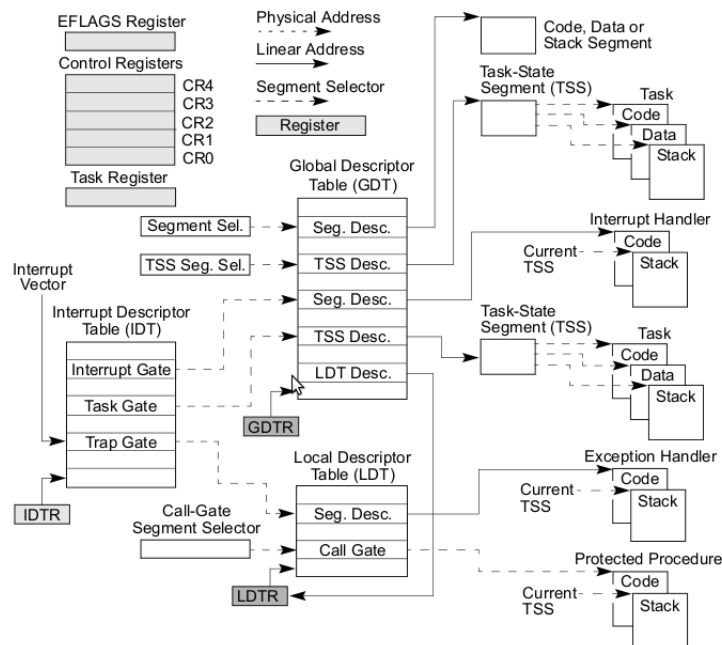 EFLAGS Register
Control Registers
CR4
CR3
CR2
CR1
CR0
Task Register
Physical Address
Linear Address
Segment Selector
Register
Code, Data or
Stack Segment
Task-State
Segment (TSS)
Task
Code
Data
Stack
Global Descriptor
Table (GDT)
Segment Sel.
Seg. Desc.
TSS Seg. Sel.
TSS Desc.
Seg. Desc.
TSS Desc.
LDT Desc.
GDTR
Interrupt Handler
Code
Current
TSS
Stack
Interrupt
Vector
Interrupt Descriptor
Table (IDT)
Interrupt Gate
Task Gate
Trap Gate
IDTR
Task-State
Segment (TSS)
Task
Code
Data
Stack
Local Descriptor
Table (LDT)
Seg. Desc.
Call-Gate
Segment Selector
Call Gate
LDTR
Exception Handler
Code
Current
TSS
Stack
Protected Procedure
Code
Current
TSS
Stack